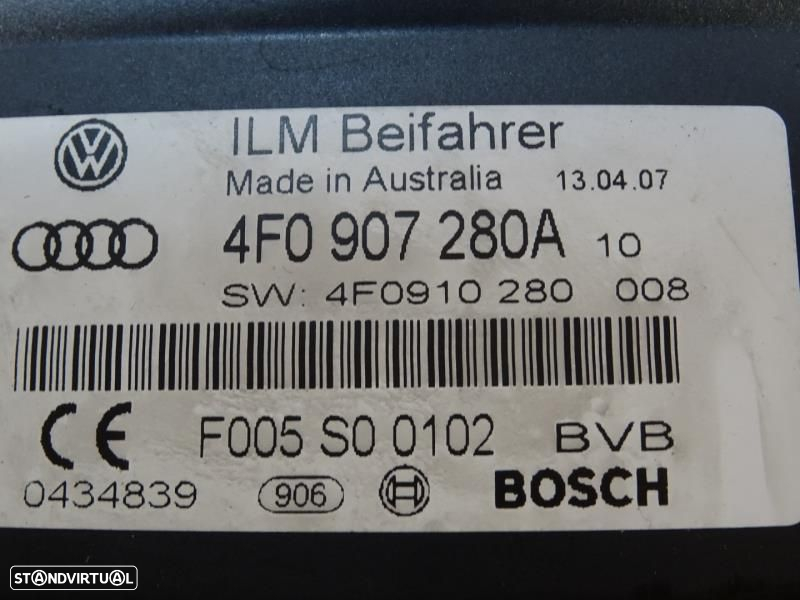 ILM Beifahrer
Made in Australia 13.04.07
4F0 907 280A 10
SW: 4F0910 280 008
CE F005 S0 0102 BVB
0434839 906 BOSCH
STANDVIRTUAL